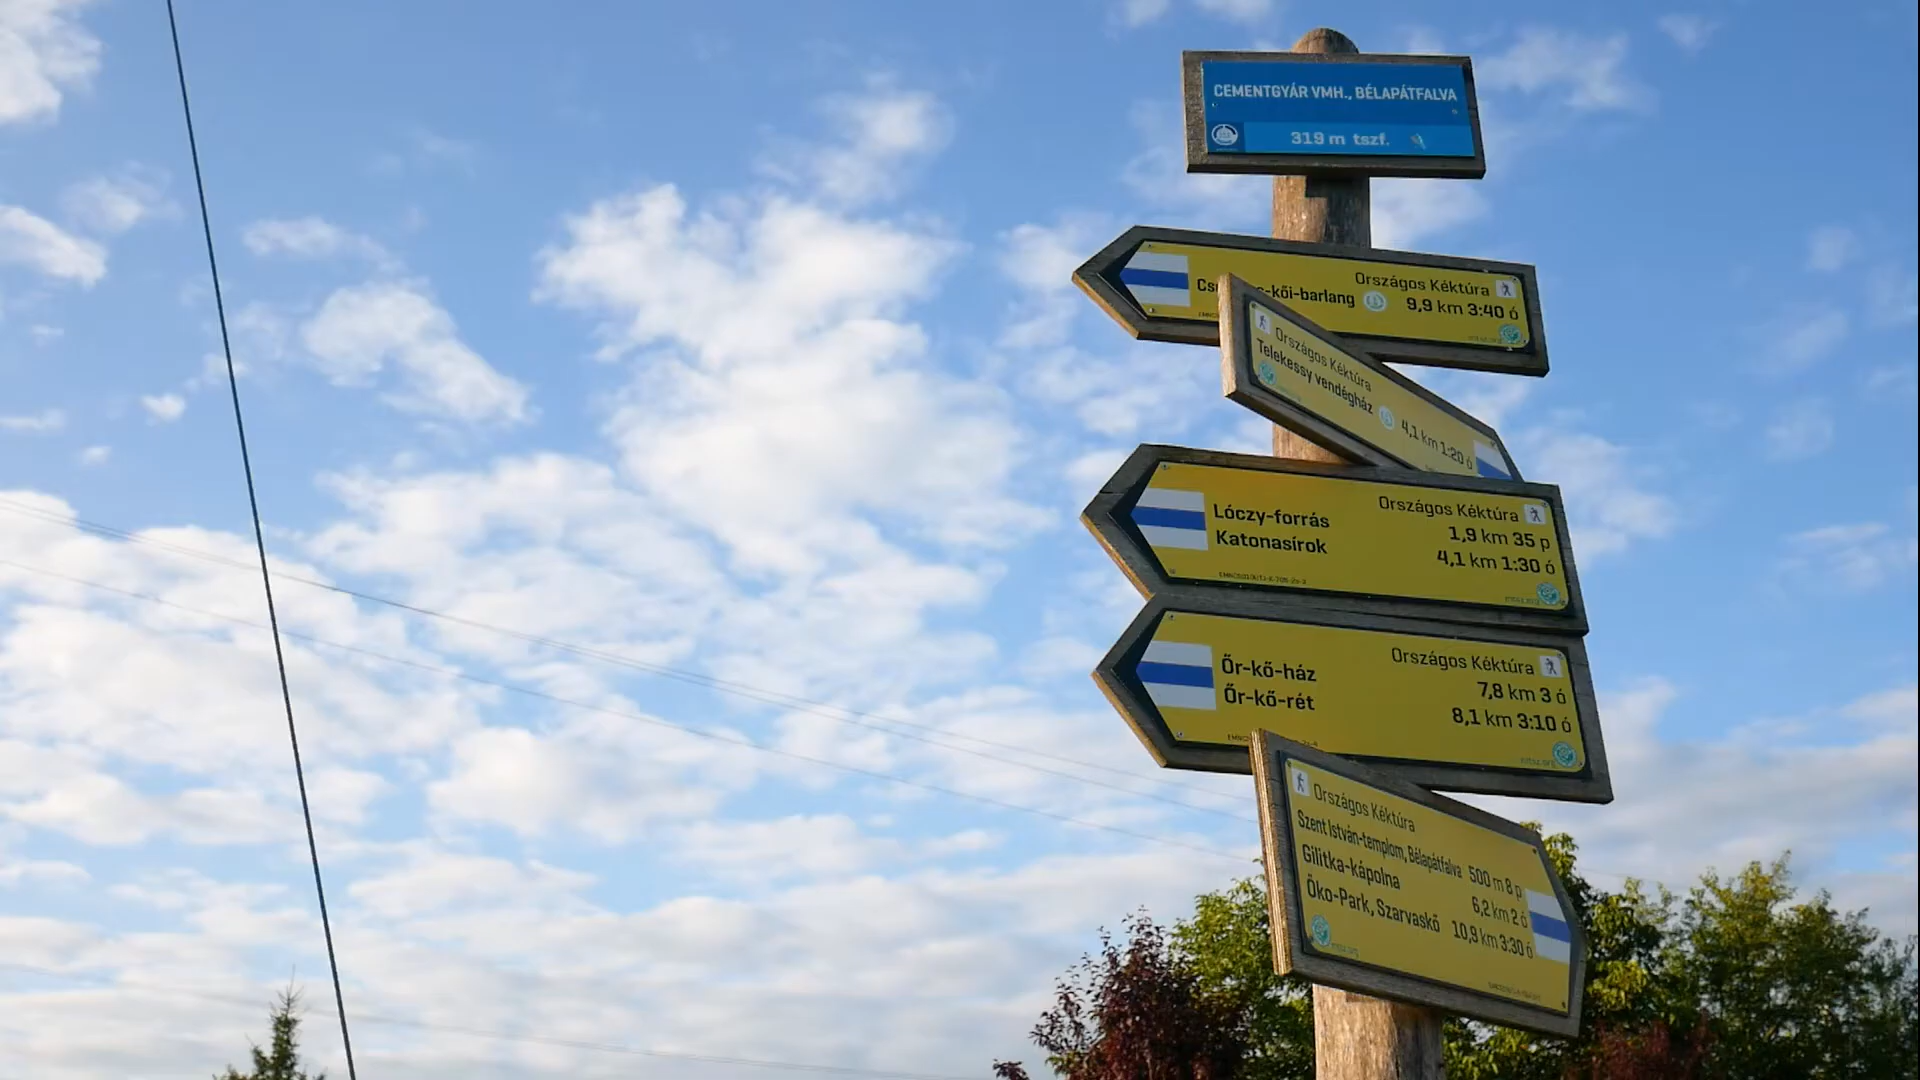 CEMENTGYÁR VMH., BÉLAPÁTFALVA
319 m tszf.
Országos Kéktúra
-kői-barlang 9,9 km 3:40 ó
Országos Kéktúra
Telekessy vendégház 4,1 km 1:20 ó
Országos Kéktúra
Lóczy-forrás 1,9 km 35 p
Katonasírok 4,1 km 1:30 ó
Országos Kéktúra
Őr-kő-ház 7,8 km 3 ó
Őr-kő-rét 8,1 km 3:10 ó
Országos Kéktúra
Szent István-templom, Bélapátfalva 500 m 8 p
Gilitka-kápolna 6,2 km 2 ó
Öko-Park, Szarvaskő 10,9 km 3:30 ó